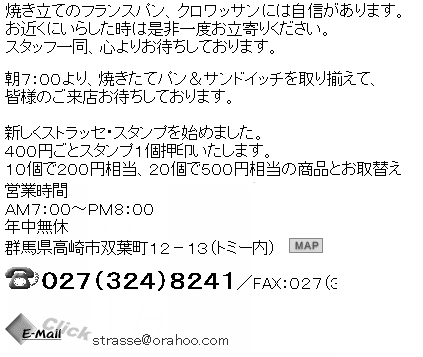 焼き立てのフランスパン、クロワッサンには自信があります。
お近くにいらした時は是非一度お立寄りください。
スタッフ一同、心よりお待ちしております。
朝7:00より、焼きたてパン＆サンドイッチを取り揃えて、
皆様のご来店お待ちしております。
新しくストラッセ・スタンプを始めました。
400円ごとスタンプ1個押印いたします。
10個で200円相当、20個で500円相当の商品とお取替え
営業時間
AM7:00～PM8:00
年中無休
群馬県高崎市双葉町12－13(トミー内) MAP
027(324)8241／FAX:027(
E-Mail Click strasse@orahoo.com